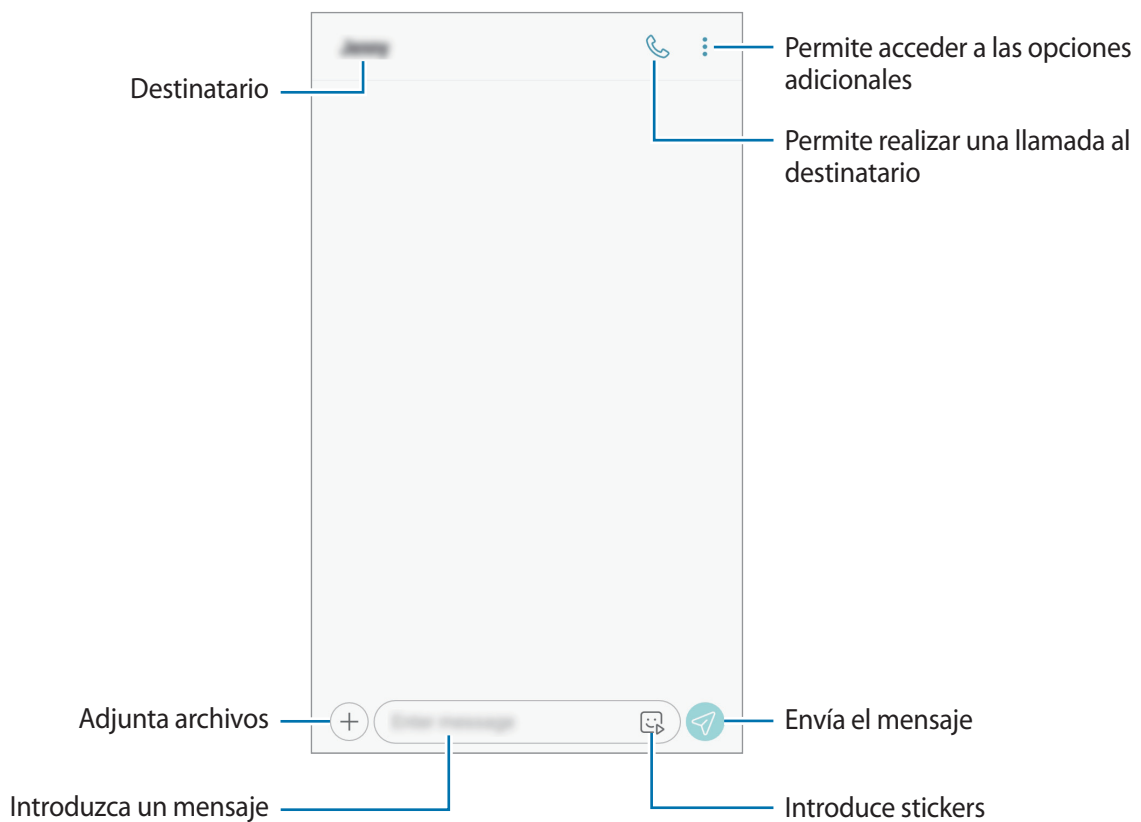 Permite acceder a las opciones
adicionales
Destinatario
Permite realizar una llamada al
destinatario
Adjunta archivos
Envía el mensaje
Introduzca un mensaje
Introduce stickers